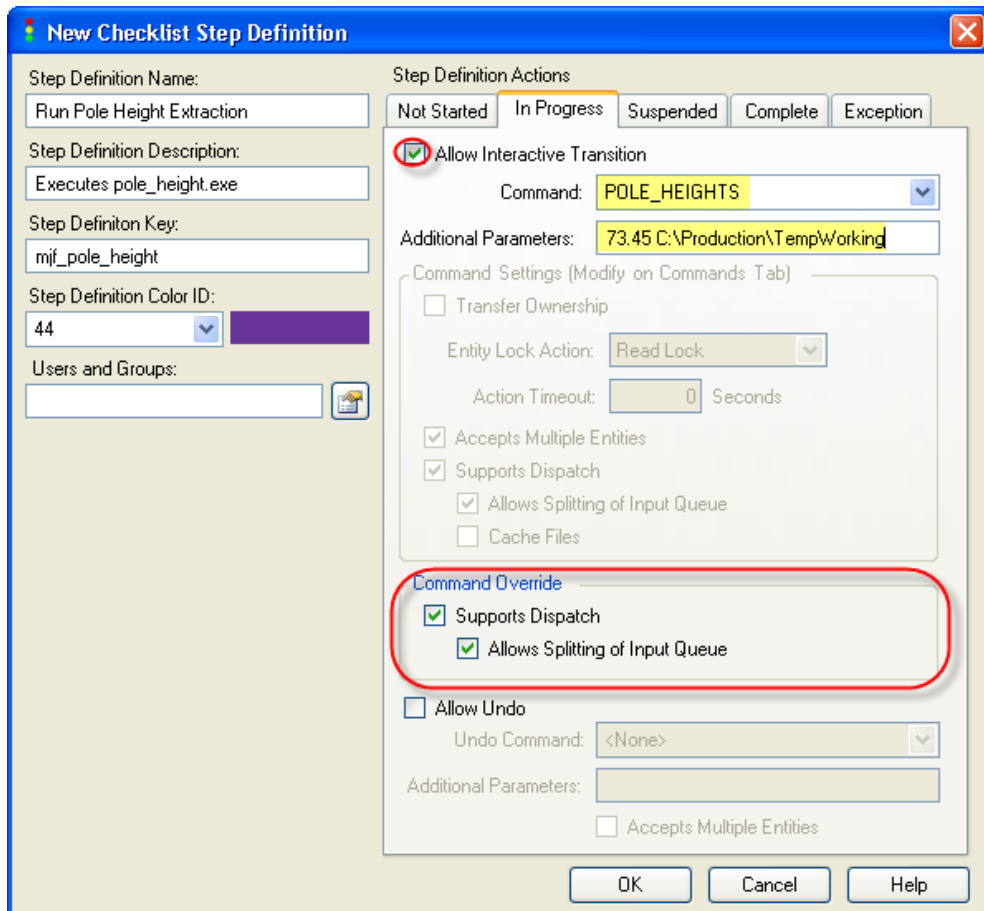 New Checklist Step Definition
Step Definition Name:
Run Pole Height Extraction
Step Definition Description:
Executes pole_height.exe
Step Definiton Key:
mjf_pole_height
Step Definition Color ID:
44
Users and Groups:
Step Definition Actions
Not Started In Progress Suspended Complete Exception
Allow Interactive Transition
Command: POLE_HEIGHTS
Additional Parameters: 73.45 C:\Production\TempWorking
Command Settings (Modify on Commands Tab)
Transfer Ownership
Entity Lock Action: Read Lock
Action Timeout: 0 Seconds
Accepts Multiple Entities
Supports Dispatch
Allows Splitting of Input Queue
Cache Files
Command Override
Supports Dispatch
Allows Splitting of Input Queue
Allow Undo
Undo Command: <None>
Additional Parameters:
Accepts Multiple Entities
OK Cancel Help